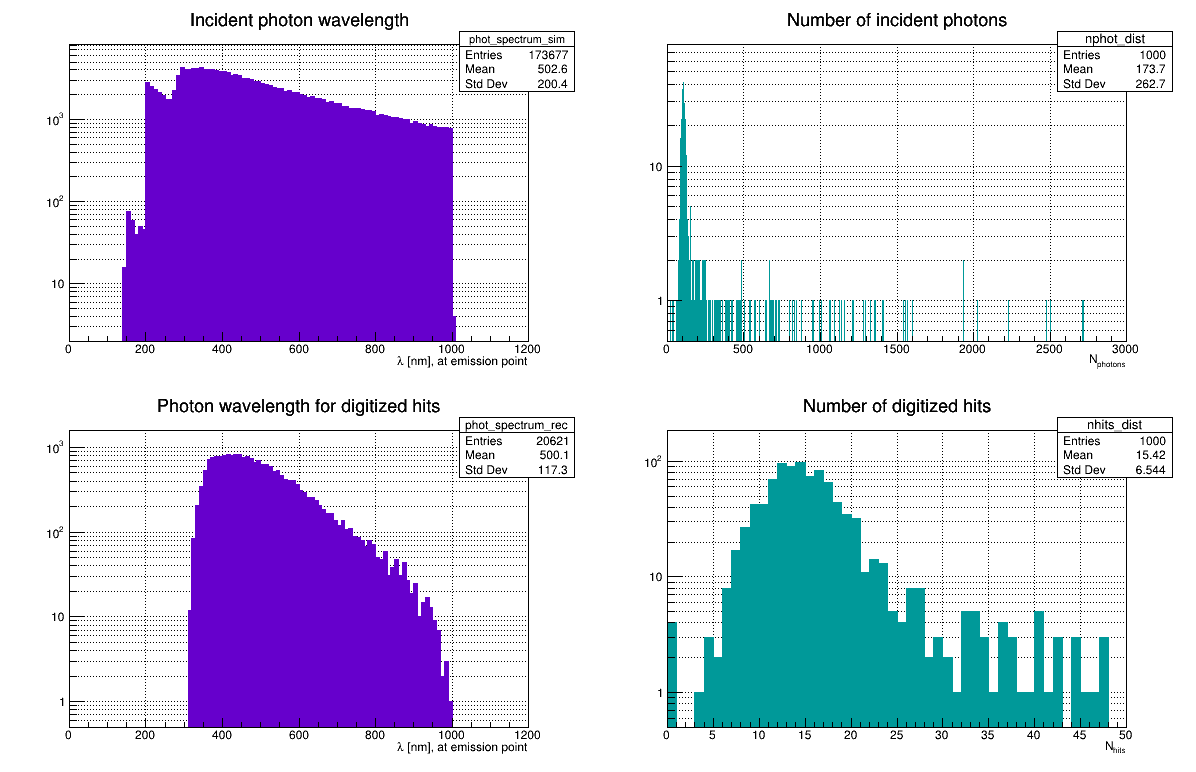 Incident photon wavelength
phot_spectrum_sim
Entries 173677
Mean 502.6
Std Dev 200.4
10³
10²
10
0 200 400 600 800 1000 1200
λ [nm], at emission point
Number of incident photons
nphot_dist
Entries 1000
Mean 173.7
Std Dev 262.7
10
1
0 500 1000 1500 2000 2500 3000
N_photons
Photon wavelength for digitized hits
phot_spectrum_rec
Entries 20621
Mean 500.1
Std Dev 117.3
10³
10²
10
1
0 200 400 600 800 1000 1200
λ [nm], at emission point
Number of digitized hits
nhits_dist
Entries 1000
Mean 15.42
Std Dev 6.544
10²
10
1
0 5 10 15 20 25 30 35 40 45 50
N_hits